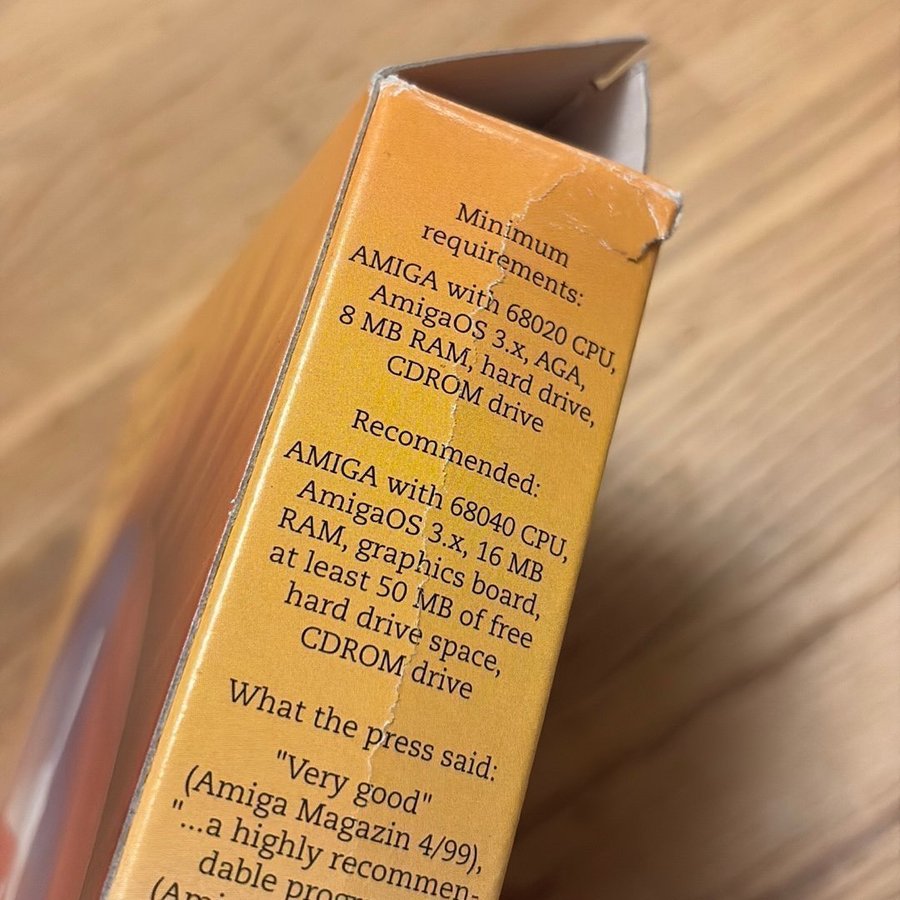 Minimum
requirements:
AMIGA with 68020 CPU,
AmigaOS 3.x, AGA,
8 MB RAM, hard drive,
CDROM drive
Recommended:
AMIGA with 68040 CPU,
AmigaOS 3.x, 16 MB
RAM, graphics board,
at least 50 MB of free
hard drive space,
CDROM drive
What the press said:
"Very good"
(Amiga Magazin 4/99),
"...a highly recommen-
dable